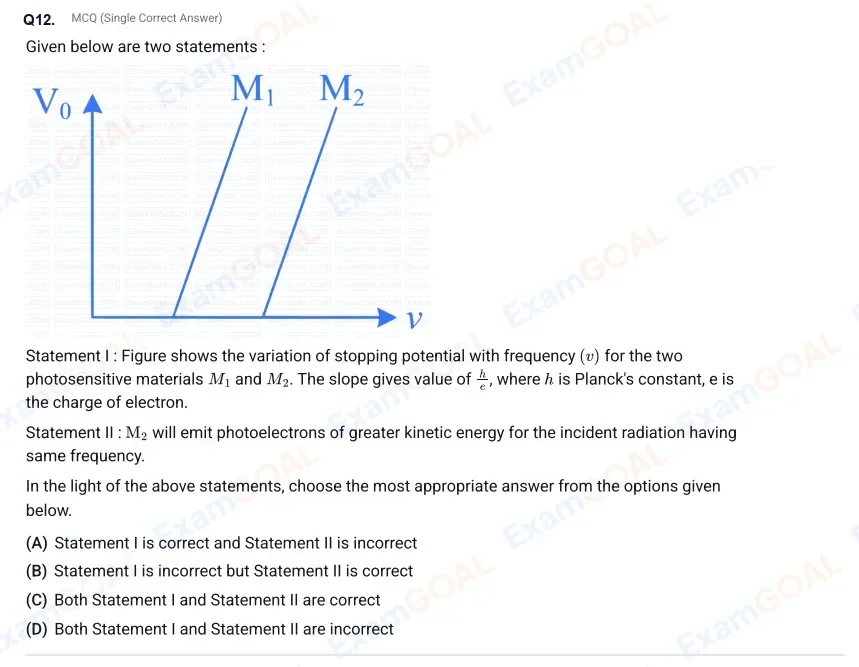 Q12. MCQ (Single Correct Answer)
Given below are two statements :
V₀
M₁ M₂
ν
Statement I : Figure shows the variation of stopping potential with frequency (v) for the two
photosensitive materials M₁ and M₂. The slope gives value of h/e, where h is Planck's constant, e is
the charge of electron.
Statement II : M₂ will emit photoelectrons of greater kinetic energy for the incident radiation having
same frequency.
In the light of the above statements, choose the most appropriate answer from the options given
below.
(A) Statement I is correct and Statement II is incorrect
(B) Statement I is incorrect but Statement II is correct
(C) Both Statement I and Statement II are correct
(D) Both Statement I and Statement II are incorrect
ExamGOAL